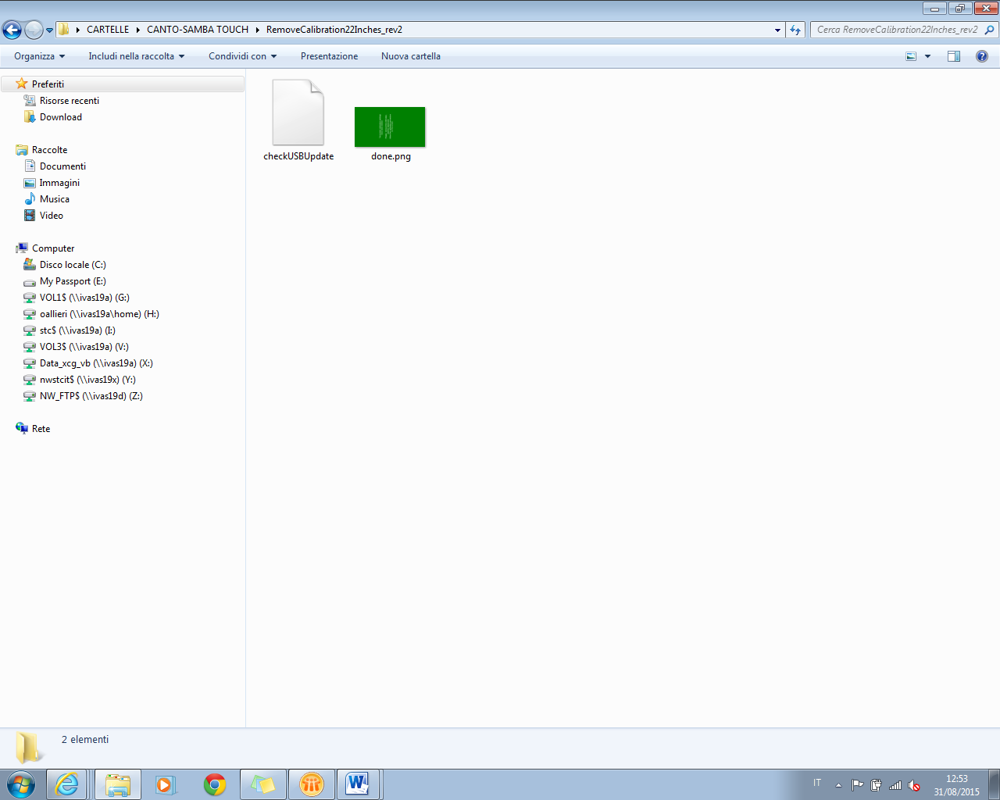 CARTELLE CANTO-SAMBA TOUCH RemoveCalibration22Inches_rev2
Cerca RemoveCalibration22Inches_rev2
Organizza Includi nella raccolta Condividi con Presentazione Nuova cartella
Preferiti
Risorse recenti
Download
Raccolte
Documenti
Immagini
Musica
Video
Computer
Disco locale (C:)
My Passport (E:)
VOL1$ (\\ivas19a) (G:)
oallieri (\\ivas19a\home) (H:)
stc$ (\\ivas19a) (I:)
VOL3$ (\\ivas19a) (V:)
Data_xcg_vb (\\ivas19a) (X:)
nwstcit$ (\\ivas19x) (Y:)
NW_FTP$ (\\ivas19d) (Z:)
Rete
checkUSBUpdate
done.png
2 elementi
IT
12:53
31/08/2015